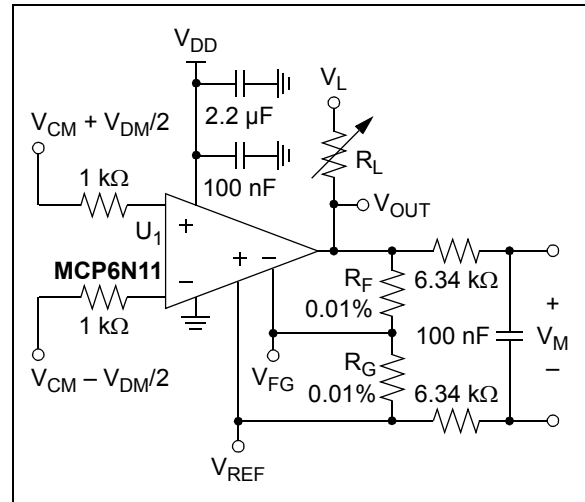 V_DD
V_L
2.2 µF
V_CM + V_DM/2
R_L
1 kΩ
100 nF
V_OUT
U_1
+
−
+
−
MCP6N11
R_F
0.01%
6.34 kΩ
1 kΩ
+
100 nF
V_M
−
V_FG
R_G
0.01%
6.34 kΩ
V_CM − V_DM/2
V_REF